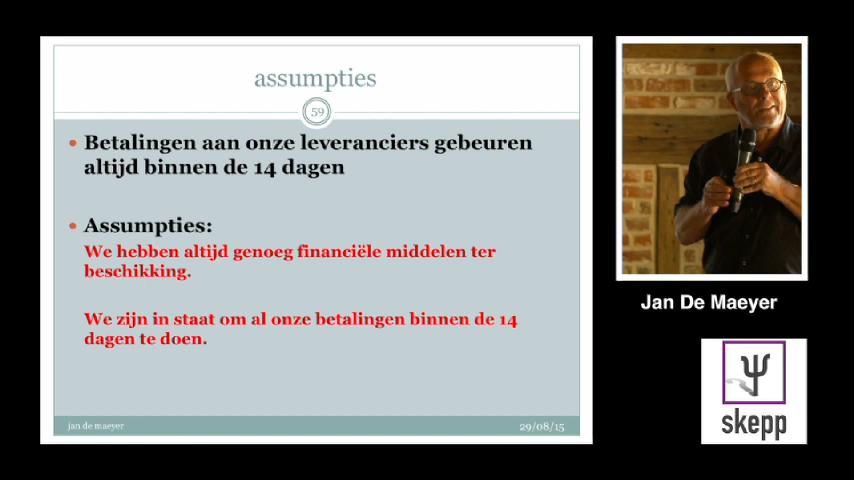 assumpties
59
• Betalingen aan onze leveranciers gebeuren
altijd binnen de 14 dagen
• Assumpties:
We hebben altijd genoeg financiële middelen ter
beschikking.
We zijn in staat om al onze betalingen binnen de 14
dagen te doen.
jan de maeyer
29/08/15
Jan De Maeyer
skepp